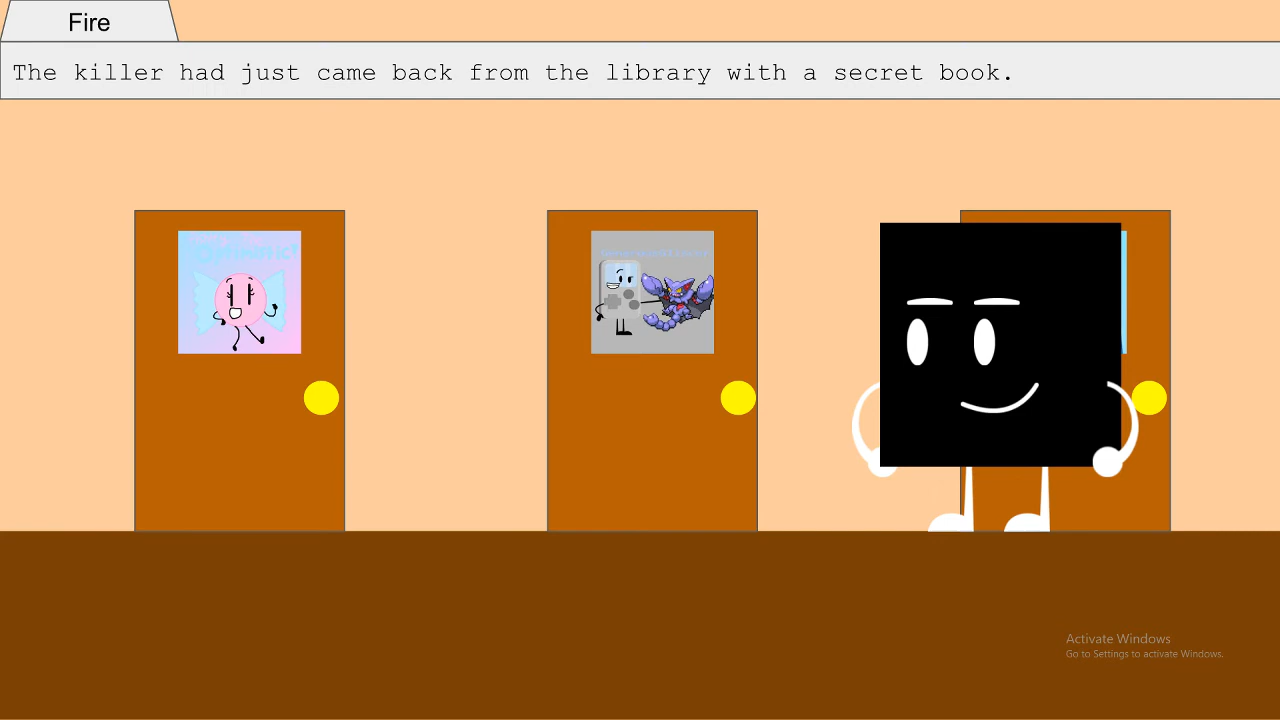 Fire
The killer had just came back from the library with a secret book.
Optimistict
Activate Windows
Go to Settings to activate Windows.